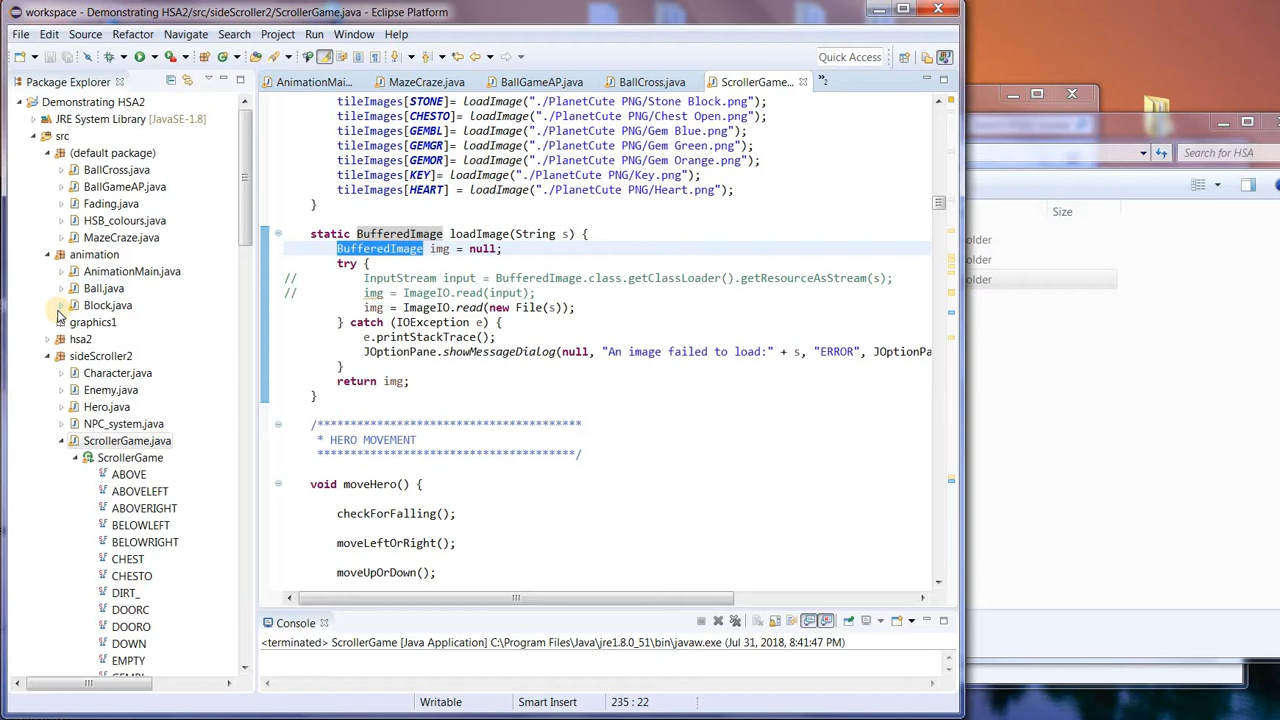 workspace - Demonstrating HSA2/src/sideScroller2/ScrollerGame.java - Eclipse Platform
File Edit Source Refactor Navigate Search Project Run Window Help
Quick Access
Package Explorer
AnimationMai... MazeCraze.java BallGameAP.java BallCross.java ScrollerGame... »2
Demonstrating HSA2
JRE System Library [JavaSE-1.8]
src
(default package)
BallCross.java
BallGameAP.java
Fading.java
HSB_colours.java
MazeCraze.java
animation
AnimationMain.java
Ball.java
Block.java
graphics1
hsa2
sideScroller2
Character.java
Enemy.java
Hero.java
NPC_system.java
ScrollerGame.java
ScrollerGame
ABOVE
ABOVELEFT
ABOVERIGHT
BELOWLEFT
BELOWRIGHT
CHEST
CHESTO
DIRT_
DOORC
DOORO
DOWN
EMPTY
tileImages[STONE]= loadImage("./PlanetCute PNG/Stone Block.png");
tileImages[CHESTO]= loadImage("./PlanetCute PNG/Chest Open.png");
tileImages[GEMBL]= loadImage("./PlanetCute PNG/Gem Blue.png");
tileImages[GEMGR]= loadImage("./PlanetCute PNG/Gem Green.png");
tileImages[GEMOR]= loadImage("./PlanetCute PNG/Gem Orange.png");
tileImages[KEY]= loadImage("./PlanetCute PNG/Key.png");
tileImages[HEART] = loadImage("./PlanetCute PNG/Heart.png");
}
static BufferedImage loadImage(String s) {
BufferedImage img = null;
try {
// InputStream input = BufferedImage.class.getClassLoader().getResourceAsStream(s);
// img = ImageIO.read(input);
img = ImageIO.read(new File(s));
} catch (IOException e) {
e.printStackTrace();
JOptionPane.showMessageDialog(null, "An image failed to load:" + s, "ERROR", JOptionPa
}
return img;
}
/****************************************
* HERO MOVEMENT
***************************************/
void moveHero() {
checkForFalling();
moveLeftOrRight();
moveUpOrDown();
Console
<terminated> ScrollerGame [Java Application] C:\Program Files\Java\jre1.8.0_51\bin\javaw.exe (Jul 31, 2018, 8:41:47 PM)
Writable Smart Insert 235 : 22
Search for HSA
Size
older
older
older